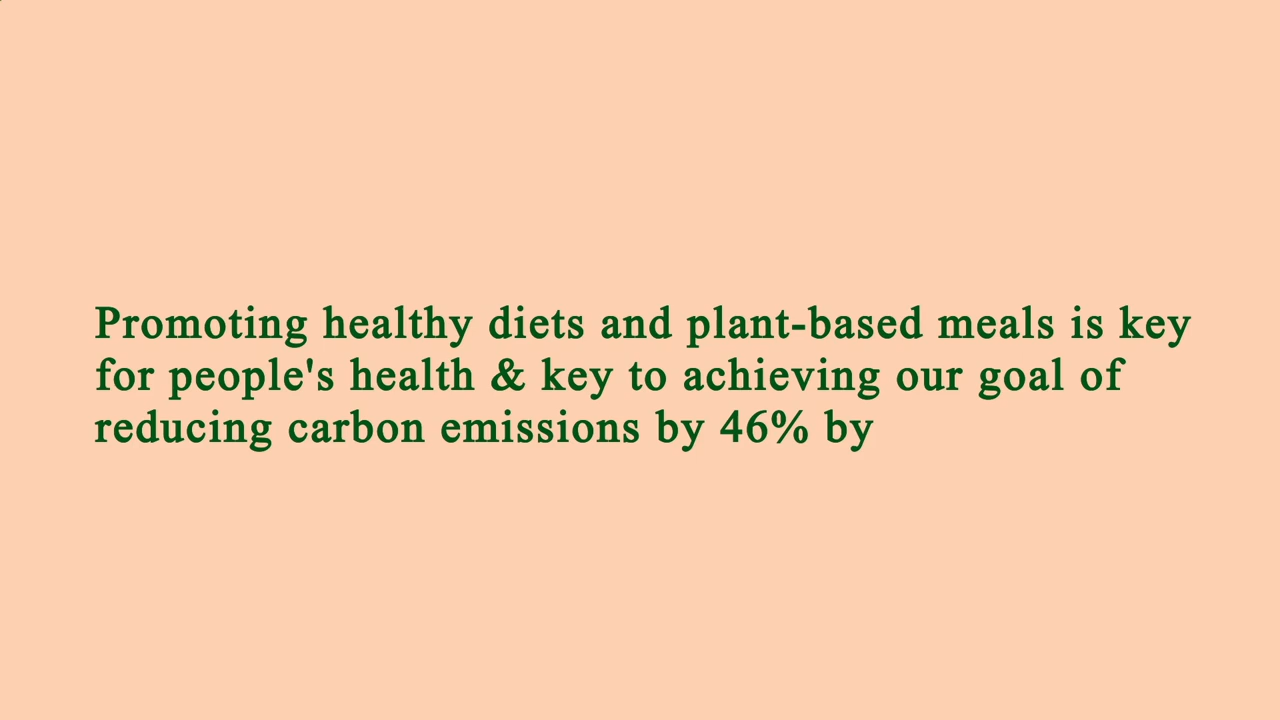 Promoting healthy diets and plant-based meals is key
for people's health & key to achieving our goal of
reducing carbon emissions by 46% by